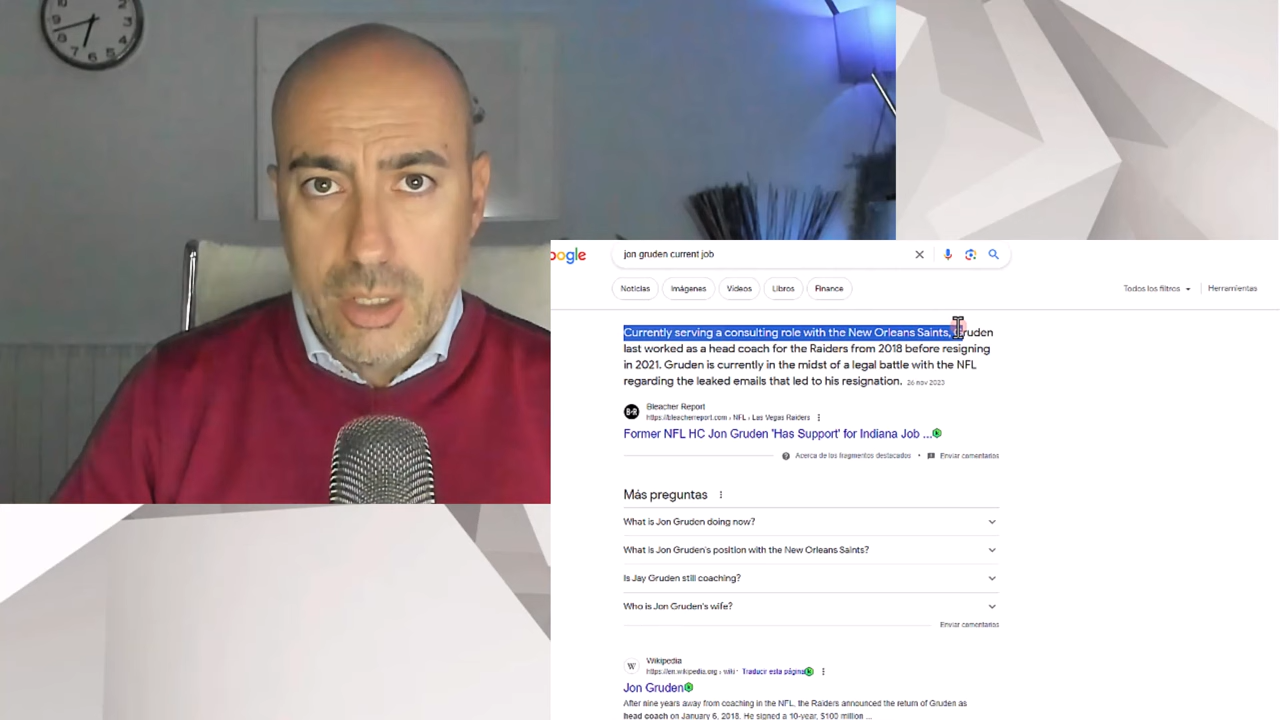 oogle
jon gruden current job
Noticias Imágenes Vídeos Libros Finance Todos los filtros Herramientas
Currently serving a consulting role with the New Orleans Saints, Gruden
last worked as a head coach for the Raiders from 2018 before resigning
in 2021. Gruden is currently in the midst of a legal battle with the NFL
regarding the leaked emails that led to his resignation. 26 nov 2023
B/R Bleacher Report
https://bleacherreport.com › NFL › Las Vegas Raiders
Former NFL HC Jon Gruden 'Has Support' for Indiana Job ...
Acerca de los fragmentos destacados • Enviar comentarios
Más preguntas
What is Jon Gruden doing now?
What is Jon Gruden's position with the New Orleans Saints?
Is Jay Gruden still coaching?
Who is Jon Gruden's wife?
Enviar comentarios
W Wikipedia
https://en.wikipedia.org › wiki · Traducir esta página
Jon Gruden
After nine years away from coaching in the NFL, the Raiders announced the return of Gruden as
head coach on January 6, 2018. He signed a 10-year, $100 million ...